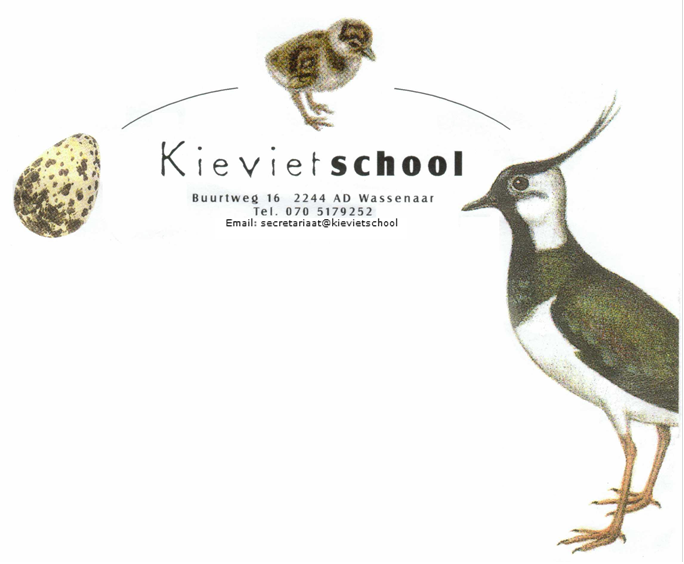 Kievietschool
Buurtweg 16 2244 AD Wassenaar
Tel. 070 5179252
Email: secretariaat@kievietschool